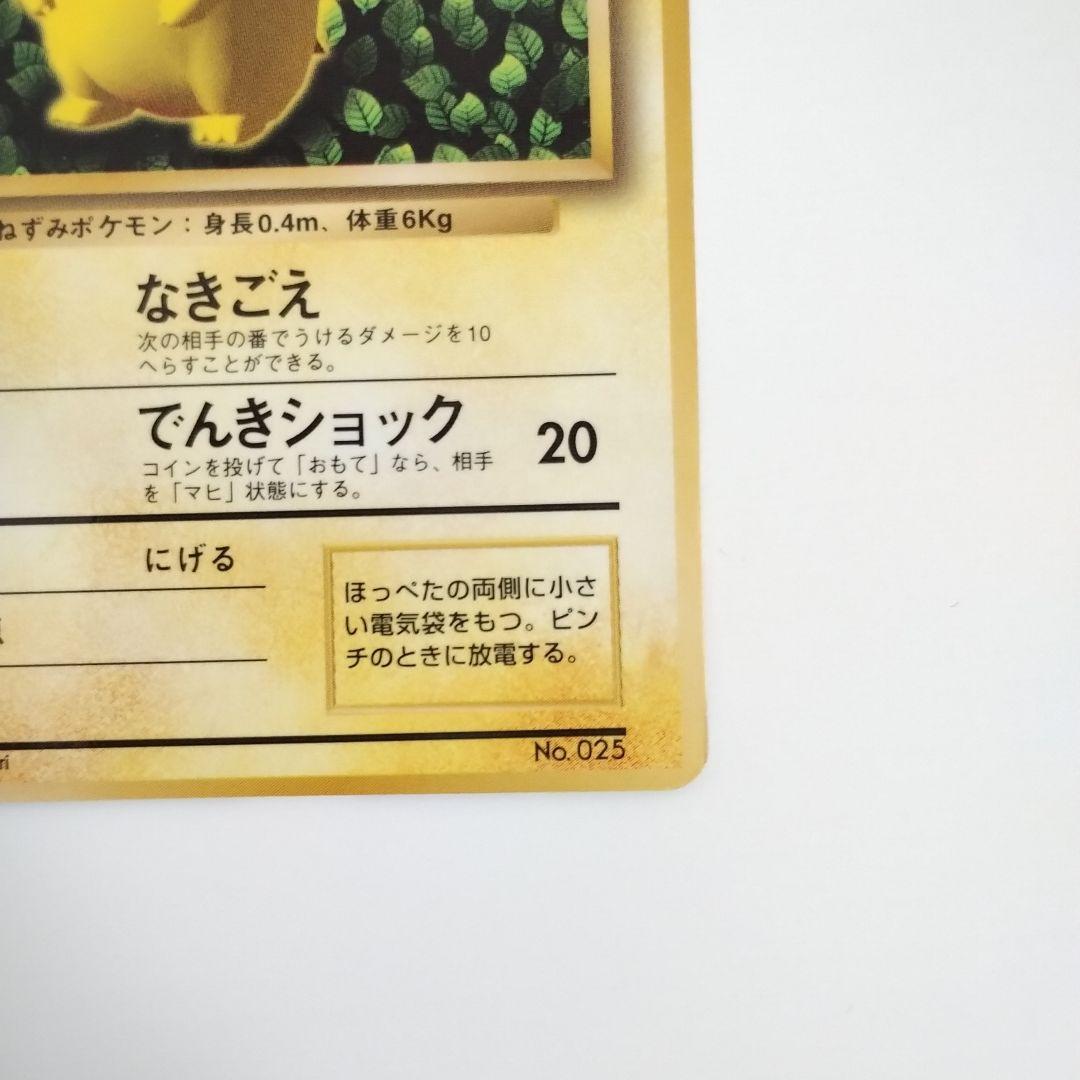 ねずみポケモン：身長0.4m、体重6Kg
なきごえ
次の相手の番でうけるダメージを10
へらすことができる。
でんきショック 20
コインを投げて「おもて」なら、相手
を「マヒ」状態にする。
にげる
ほっぺたの両側に小さ
い電気袋をもつ。ピン
チのときに放電する。
ri
No.025